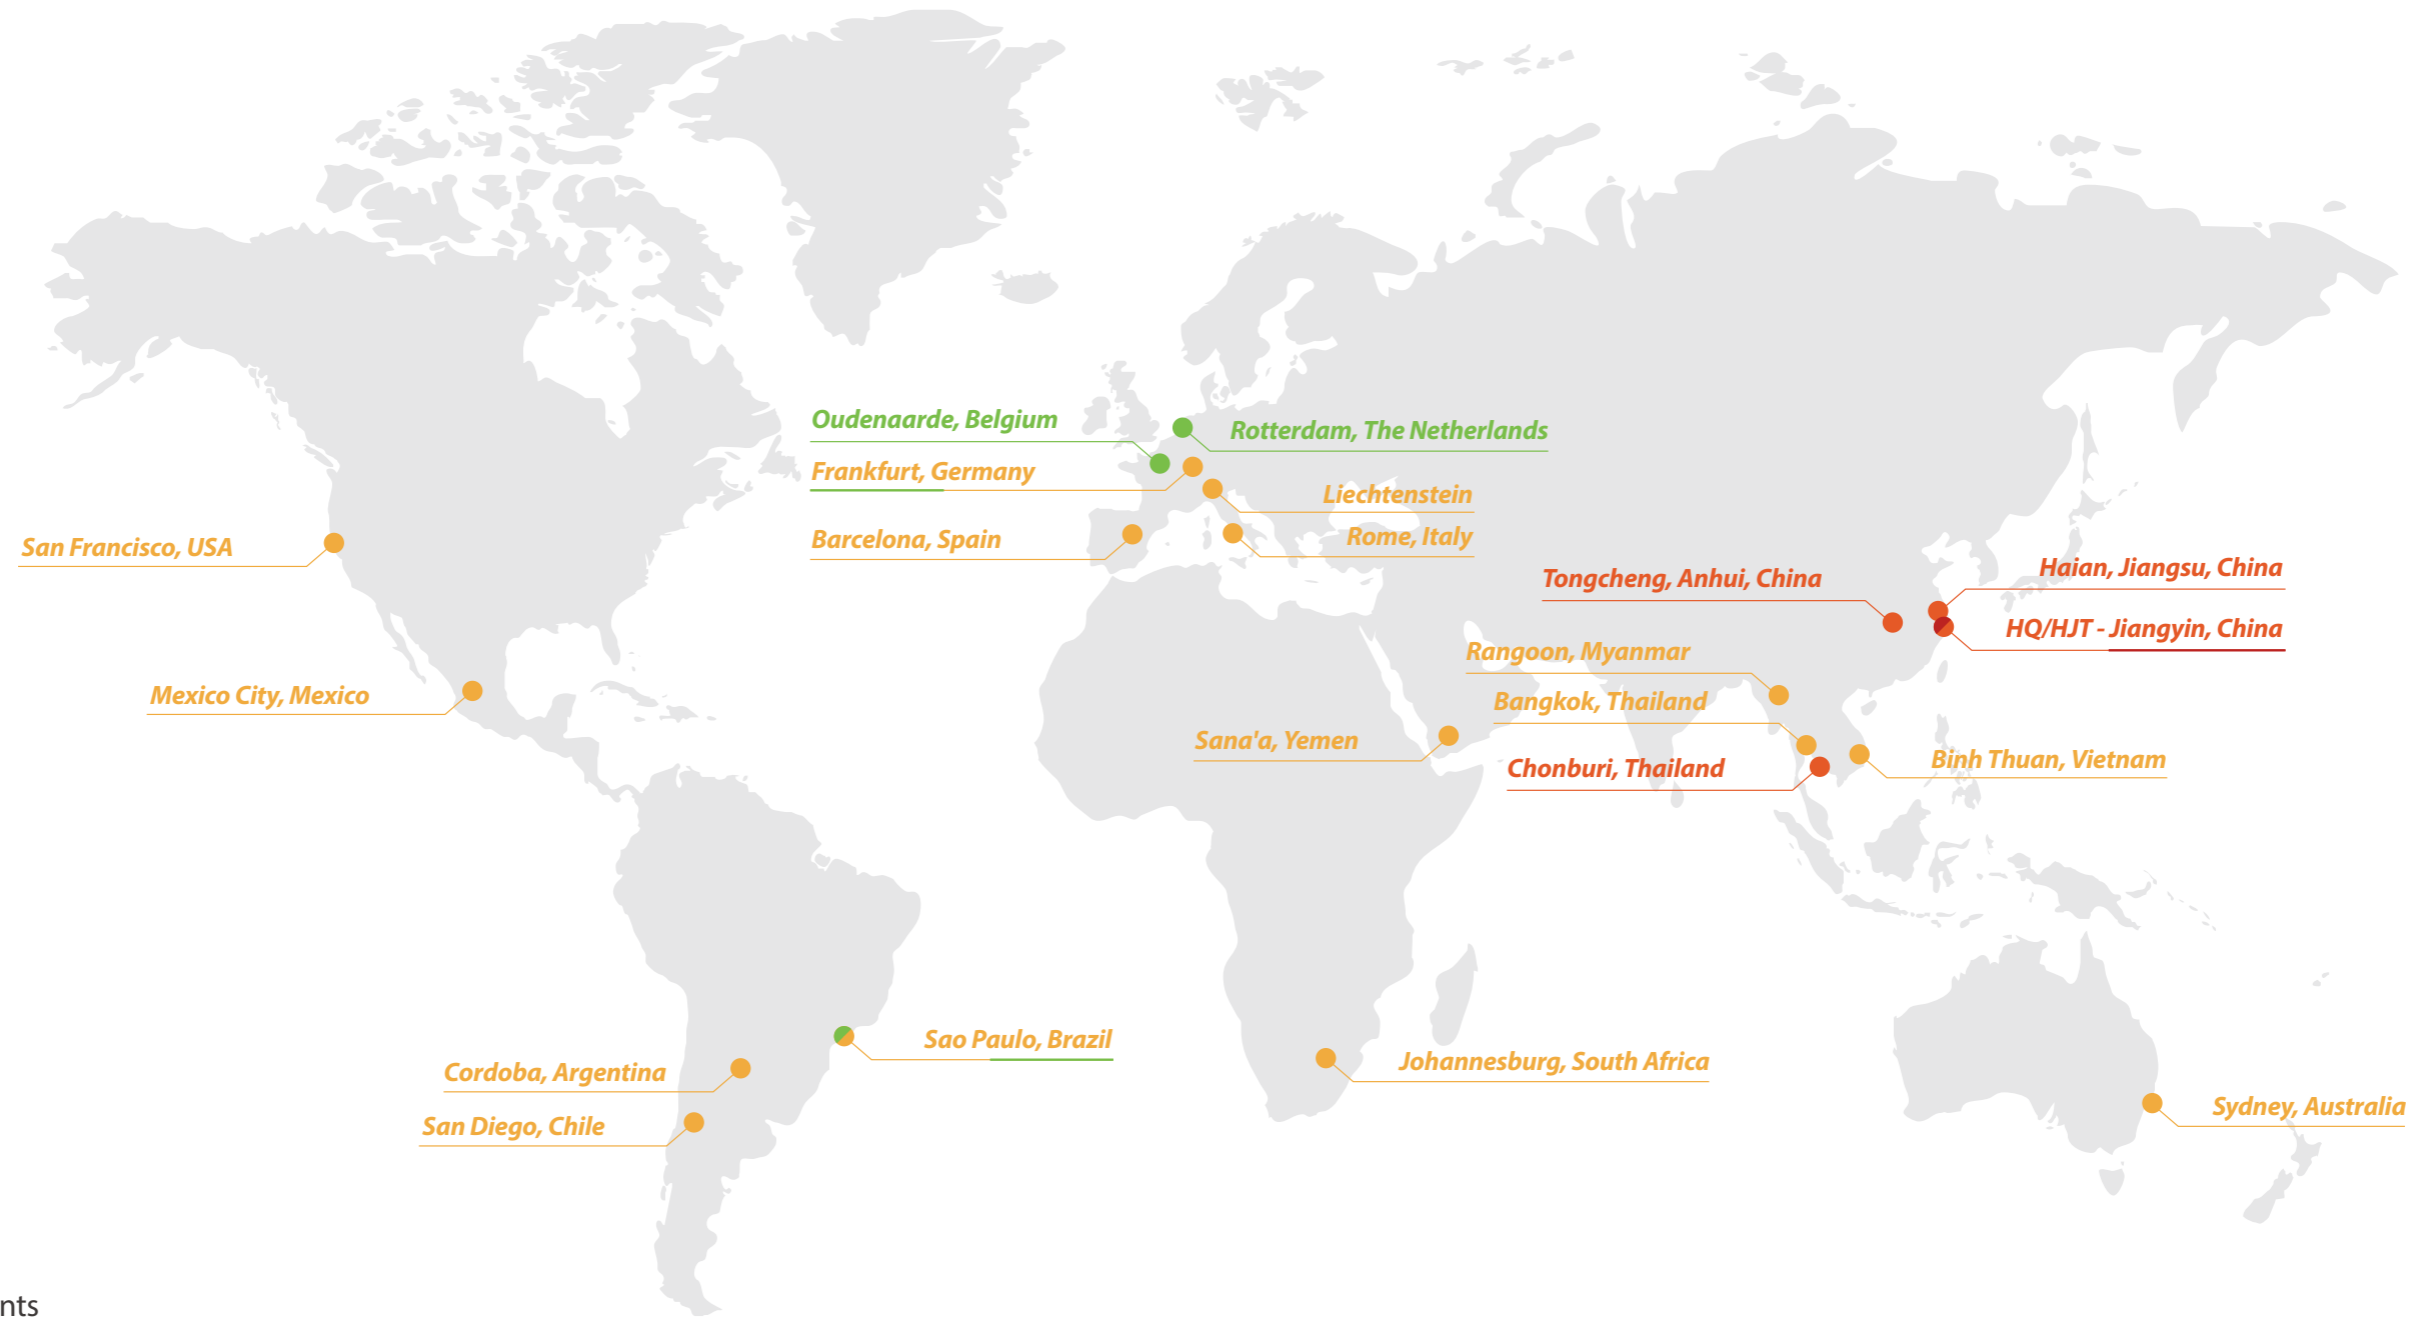 Oudenaarde, Belgium
Rotterdam, The Netherlands
Frankfurt, Germany
Liechtenstein
Barcelona, Spain
Rome, Italy
San Francisco, USA
Tongcheng, Anhui, China
Haian, Jiangsu, China
HQ/HJT - Jiangyin, China
Rangoon, Myanmar
Mexico City, Mexico
Bangkok, Thailand
Sana'a, Yemen
Binh Thuan, Vietnam
Chonburi, Thailand
Sao Paulo, Brazil
Cordoba, Argentina
Johannesburg, South Africa
San Diego, Chile
Sydney, Australia
nts